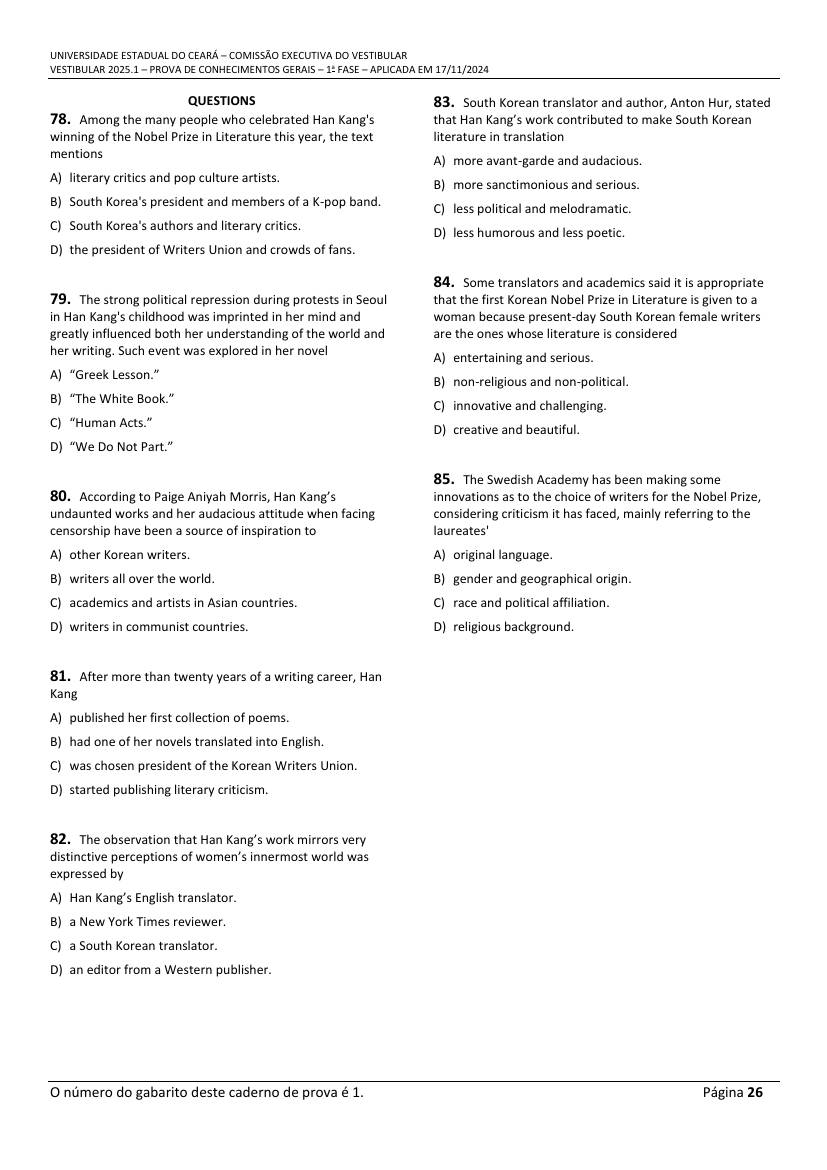 UNIVERSIDADE ESTADUAL DO CEARÁ – COMISSÃO EXECUTIVA DO VESTIBULAR
VESTIBULAR 2025.1 – PROVA DE CONHECIMENTOS GERAIS – 1ª FASE – APLICADA EM 17/11/2024
QUESTIONS
78. Among the many people who celebrated Han Kang's
winning of the Nobel Prize in Literature this year, the text
mentions
A) literary critics and pop culture artists.
B) South Korea's president and members of a K-pop band.
C) South Korea's authors and literary critics.
D) the president of Writers Union and crowds of fans.
79. The strong political repression during protests in Seoul
in Han Kang's childhood was imprinted in her mind and
greatly influenced both her understanding of the world and
her writing. Such event was explored in her novel
A) “Greek Lesson.”
B) “The White Book.”
C) “Human Acts.”
D) “We Do Not Part.”
80. According to Paige Aniyah Morris, Han Kang’s
undaunted works and her audacious attitude when facing
censorship have been a source of inspiration to
A) other Korean writers.
B) writers all over the world.
C) academics and artists in Asian countries.
D) writers in communist countries.
81. After more than twenty years of a writing career, Han
Kang
A) published her first collection of poems.
B) had one of her novels translated into English.
C) was chosen president of the Korean Writers Union.
D) started publishing literary criticism.
82. The observation that Han Kang’s work mirrors very
distinctive perceptions of women’s innermost world was
expressed by
A) Han Kang’s English translator.
B) a New York Times reviewer.
C) a South Korean translator.
D) an editor from a Western publisher.
83. South Korean translator and author, Anton Hur, stated
that Han Kang’s work contributed to make South Korean
literature in translation
A) more avant-garde and audacious.
B) more sanctimonious and serious.
C) less political and melodramatic.
D) less humorous and less poetic.
84. Some translators and academics said it is appropriate
that the first Korean Nobel Prize in Literature is given to a
woman because present-day South Korean female writers
are the ones whose literature is considered
A) entertaining and serious.
B) non-religious and non-political.
C) innovative and challenging.
D) creative and beautiful.
85. The Swedish Academy has been making some
innovations as to the choice of writers for the Nobel Prize,
considering criticism it has faced, mainly referring to the
laureates'
A) original language.
B) gender and geographical origin.
C) race and political affiliation.
D) religious background.
O número do gabarito deste caderno de prova é 1.
Página 26